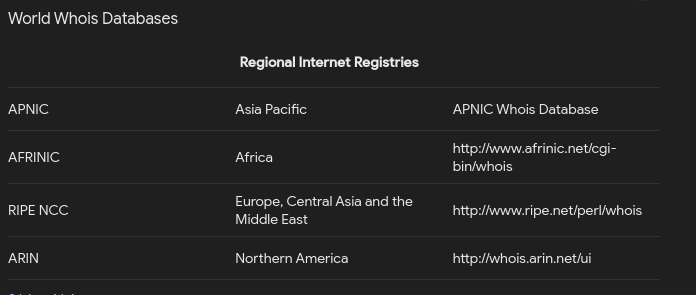 World Whois Databases
Regional Internet Registries
APNIC Asia Pacific APNIC Whois Database
AFRINIC Africa http://www.afrinic.net/cgi-
bin/whois
RIPE NCC Europe, Central Asia and the
Middle East http://www.ripe.net/perl/whois
ARIN Northern America http://whois.arin.net/ui